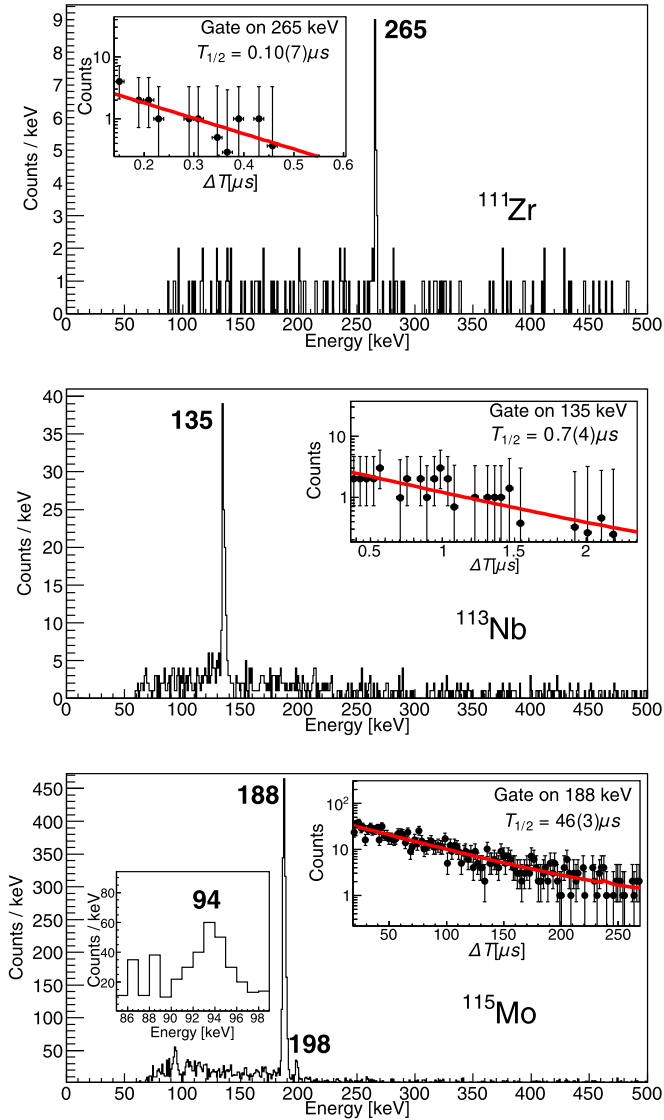 Gate on 265 keV
T1/2 = 0.10(7)μs
265
Counts
10
1
0.2 0.3 0.4 0.5 0.6
ΔT[μs]
111Zr
Counts / keV
9
8
7
6
5
4
3
2
1
0
0 50 100 150 200 250 300 350 400 450 500
Energy [keV]
135
Gate on 135 keV
T1/2 = 0.7(4)μs
Counts
10
1
0.5 1 1.5 2
ΔT[μs]
113Nb
Counts / keV
40
35
30
25
20
15
10
5
0
0 50 100 150 200 250 300 350 400 450 500
Energy [keV]
188
Gate on 188 keV
T1/2 = 46(3)μs
Counts
10²
10
1
50 100 150 200 250
ΔT[μs]
94
Counts / keV
80
60
40
20
86 88 90 92 94 96 98
Energy [keV]
115Mo
198
Counts / keV
450
400
350
300
250
200
150
100
50
0 50 100 150 200 250 300 350 400 450 500
Energy [keV]